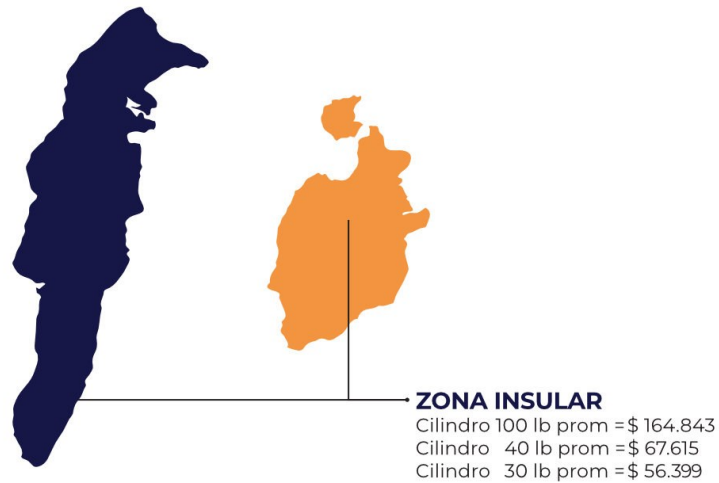 ZONA INSULAR
Cilindro 100 lb prom = $ 164.843
Cilindro 40 lb prom = $ 67.615
Cilindro 30 lb prom = $ 56.399